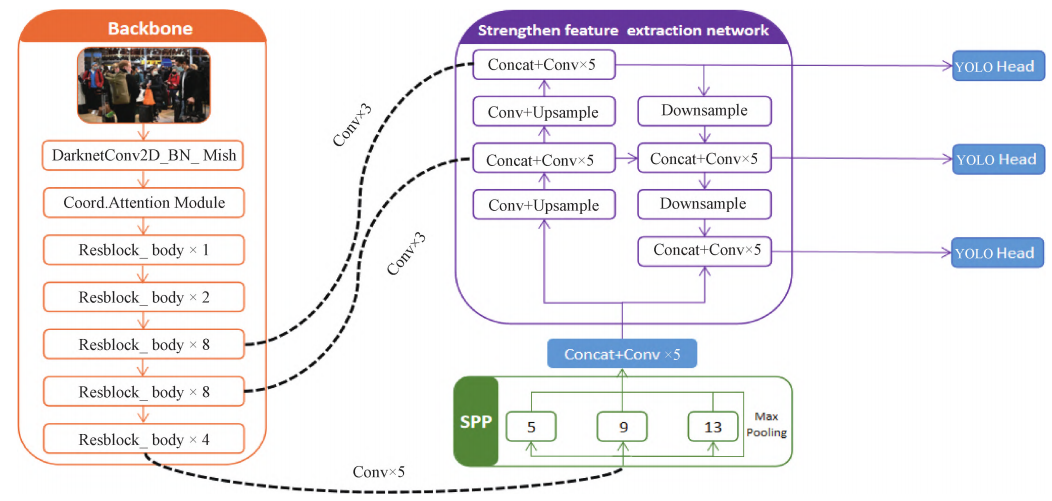 Backbone
DarknetConv2D_BN_ Mish
Coord.Attention Module
Resblock_ body × 1
Resblock_ body × 2
Resblock_ body × 8
Resblock_ body × 8
Resblock_ body × 4
Conv×3
Conv×3
Conv×5
Strengthen feature extraction network
Concat+Conv×5
Conv+Upsample
Downsample
Concat+Conv×5
Concat+Conv×5
Conv+Upsample
Downsample
Concat+Conv×5
YOLO Head
YOLO Head
YOLO Head
Concat+Conv ×5
SPP
5
9
13
Max
Pooling